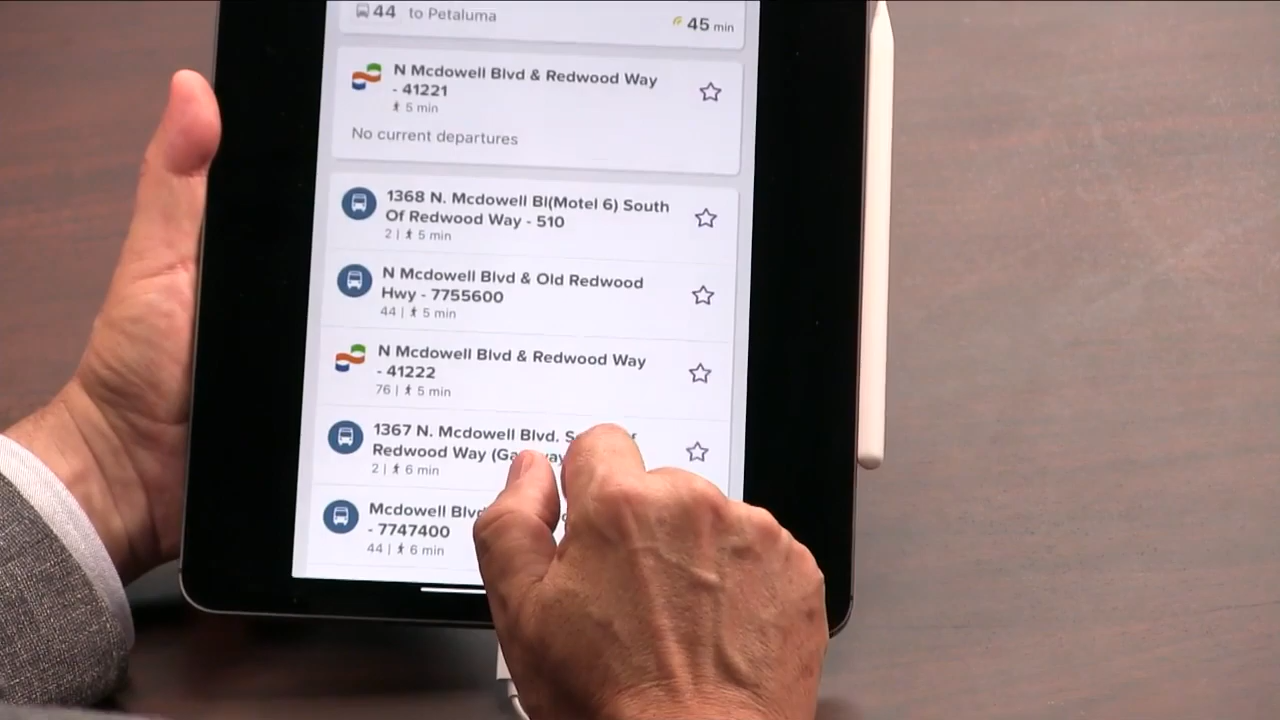 44 to Petaluma
45 min
N Mcdowell Blvd & Redwood Way
- 41221
5 min
No current departures
1368 N. Mcdowell Bl(Motel 6) South
Of Redwood Way - 510
2 | 5 min
N Mcdowell Blvd & Old Redwood
Hwy - 7755600
44 | 5 min
N Mcdowell Blvd & Redwood Way
- 41222
76 | 5 min
1367 N. Mcdowell Blvd.
Redwood Way
2 | 6 min
Mcdowell Blvd
- 7747400
44 | 6 min